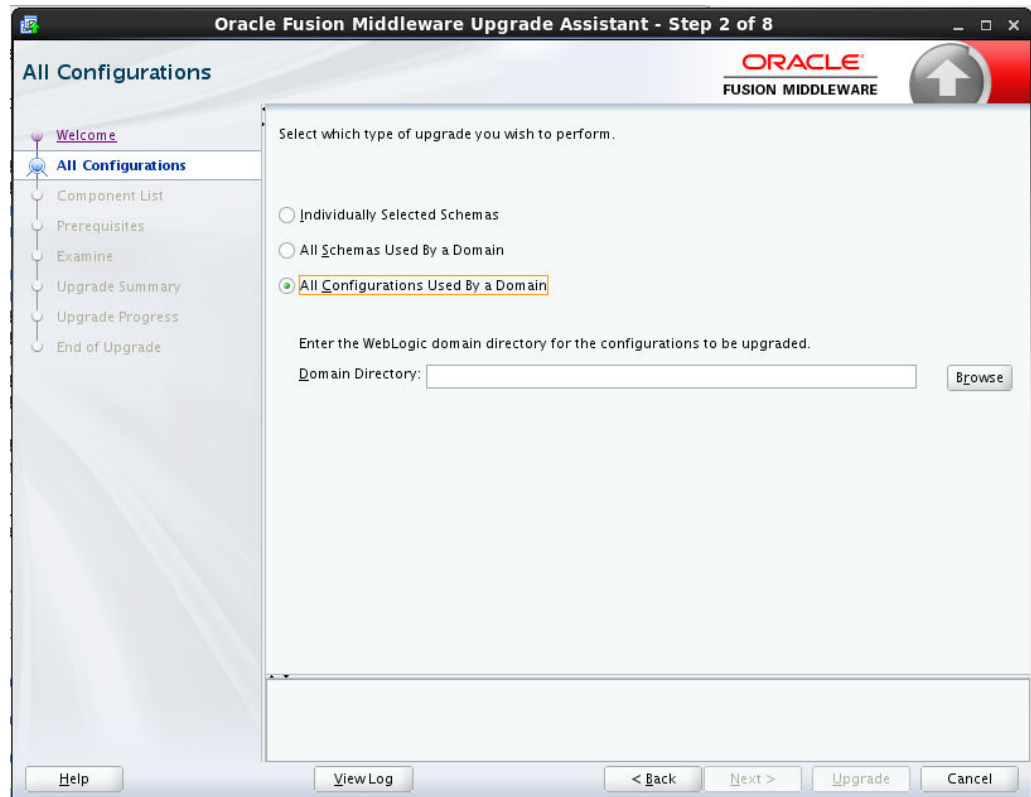 Oracle Fusion Middleware Upgrade Assistant - Step 2 of 8
All Configurations
ORACLE
FUSION MIDDLEWARE
Welcome
All Configurations
Component List
Prerequisites
Examine
Upgrade Summary
Upgrade Progress
End of Upgrade
Select which type of upgrade you wish to perform.
Individually Selected Schemas
All Schemas Used By a Domain
All Configurations Used By a Domain
Enter the WebLogic domain directory for the configurations to be upgraded.
Domain Directory:
Browse
Help
View Log
< Back
Next >
Upgrade
Cancel